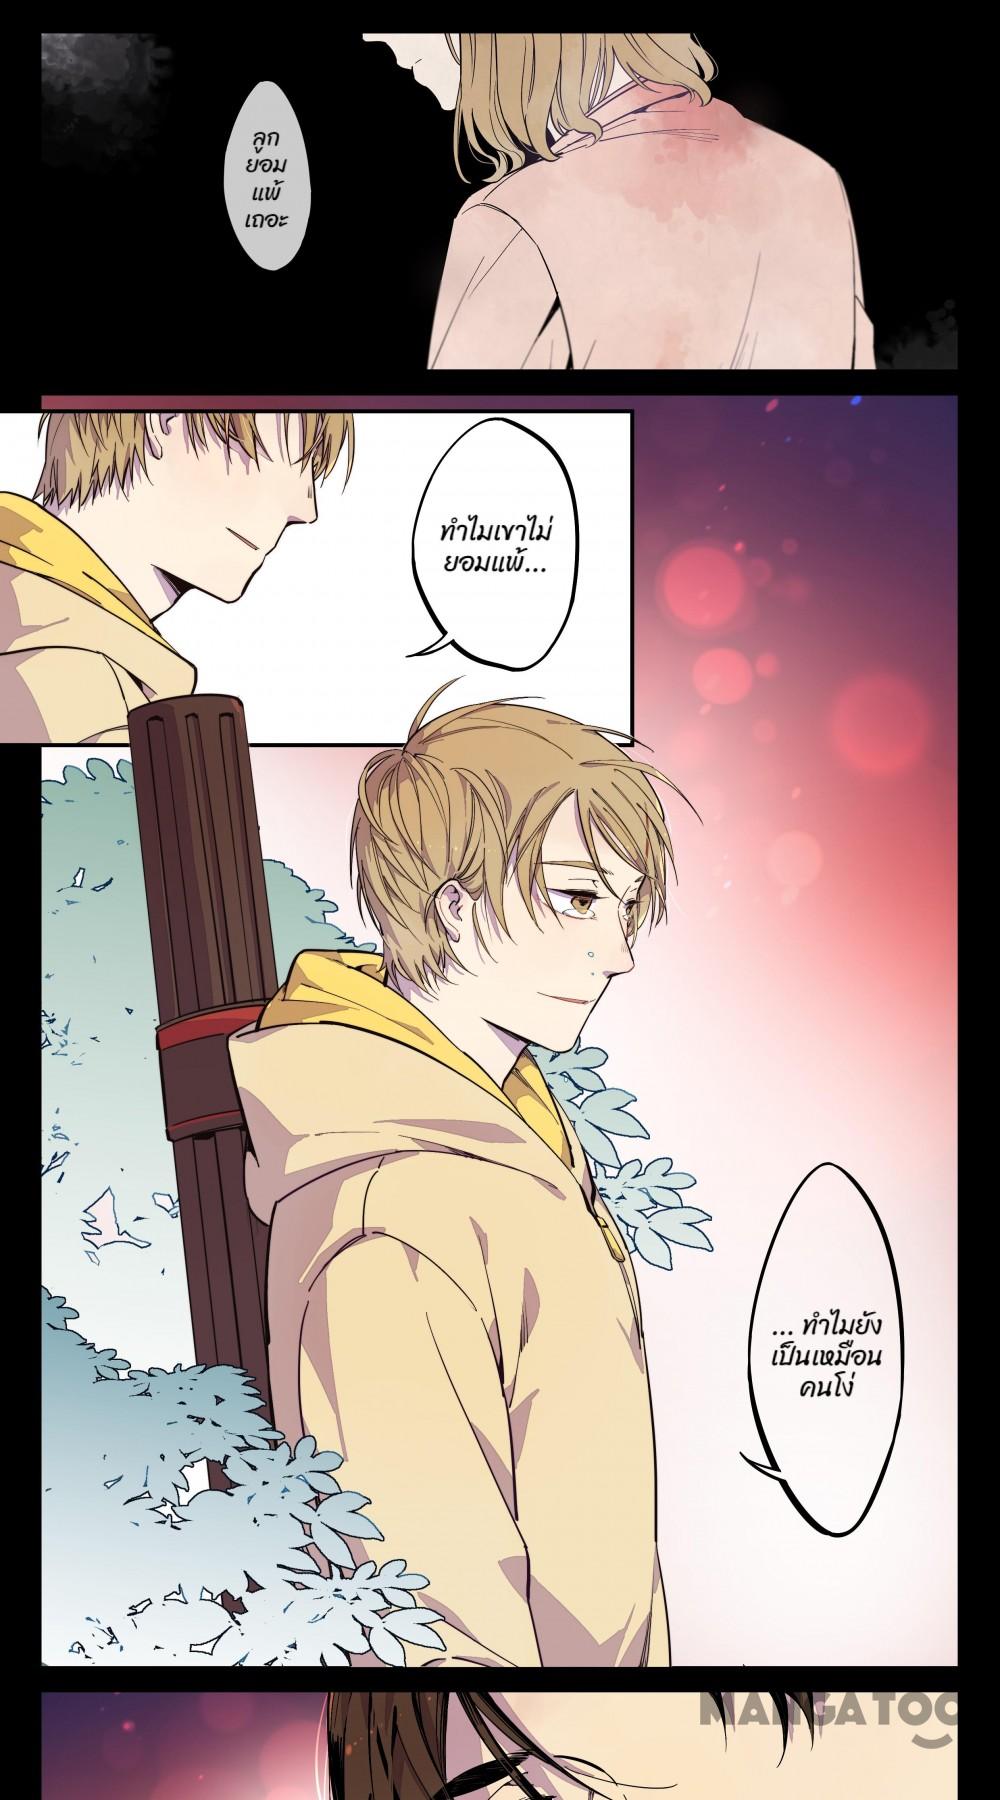 ลูก
ยอม
แพ้
เถอะ
ทำไมเขาไม่
ยอมแพ้...
... ทำไมยัง
เป็นเหมือน
คนโง่
MANGATOO